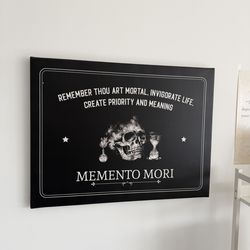 REMEMBER THOU ART MORTAL, INVIGORATE LIFE,
CREATE PRIORITY AND MEANING
MEMENTO MORI